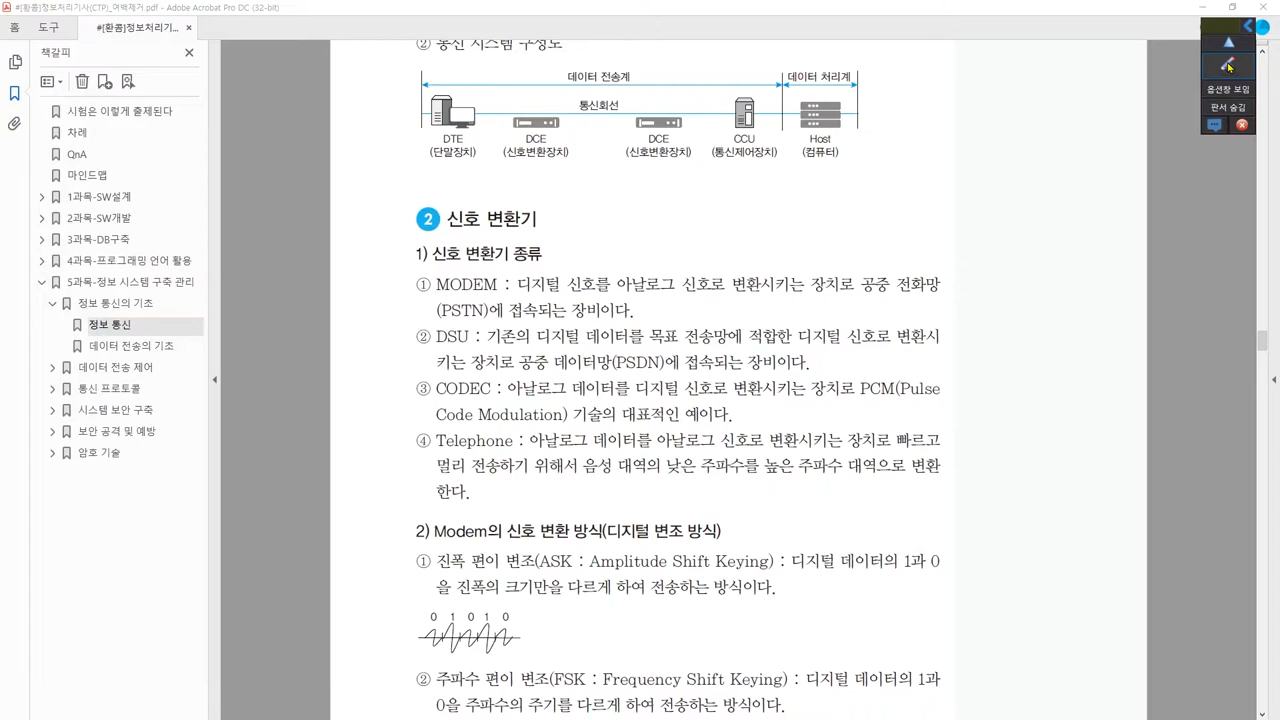 #[황콤]정보처리기사(CTP)_여백제거.pdf - Adobe Acrobat Pro DC (32-bit)
홈 도구 #[황콤]정보처리기... ×
책갈피
시험은 이렇게 출제된다
차례
QnA
마인드맵
1과목-SW설계
2과목-SW개발
3과목-DB구축
4과목-프로그래밍 언어 활용
5과목-정보 시스템 구축 관리
정보 통신의 기초
정보 통신
데이터 전송의 기초
데이터 전송 제어
통신 프로토콜
시스템 보안 구축
보안 공격 및 예방
암호 기술
② 통신 시스템 구성도
데이터 전송계 데이터 처리계
통신회선
DTE DCE DCE CCU Host
(단말장치) (신호변환장치) (신호변환장치) (통신제어장치) (컴퓨터)
2 신호 변환기
1) 신호 변환기 종류
① MODEM : 디지털 신호를 아날로그 신호로 변환시키는 장치로 공중 전화망
(PSTN)에 접속되는 장비이다.
② DSU : 기존의 디지털 데이터를 목표 전송망에 적합한 디지털 신호로 변환시
키는 장치로 공중 데이터망(PSDN)에 접속되는 장비이다.
③ CODEC : 아날로그 데이터를 디지털 신호로 변환시키는 장치로 PCM(Pulse
Code Modulation) 기술의 대표적인 예이다.
④ Telephone : 아날로그 데이터를 아날로그 신호로 변환시키는 장치로 빠르고
멀리 전송하기 위해서 음성 대역의 낮은 주파수를 높은 주파수 대역으로 변환
한다.
2) Modem의 신호 변환 방식(디지털 변조 방식)
① 진폭 편이 변조(ASK : Amplitude Shift Keying) : 디지털 데이터의 1과 0
을 진폭의 크기만을 다르게 하여 전송하는 방식이다.
0 1 0 1 0
② 주파수 편이 변조(FSK : Frequency Shift Keying) : 디지털 데이터의 1과
0을 주파수의 주기를 다르게 하여 전송하는 방식이다.
옵션창 보임
판서 숨김